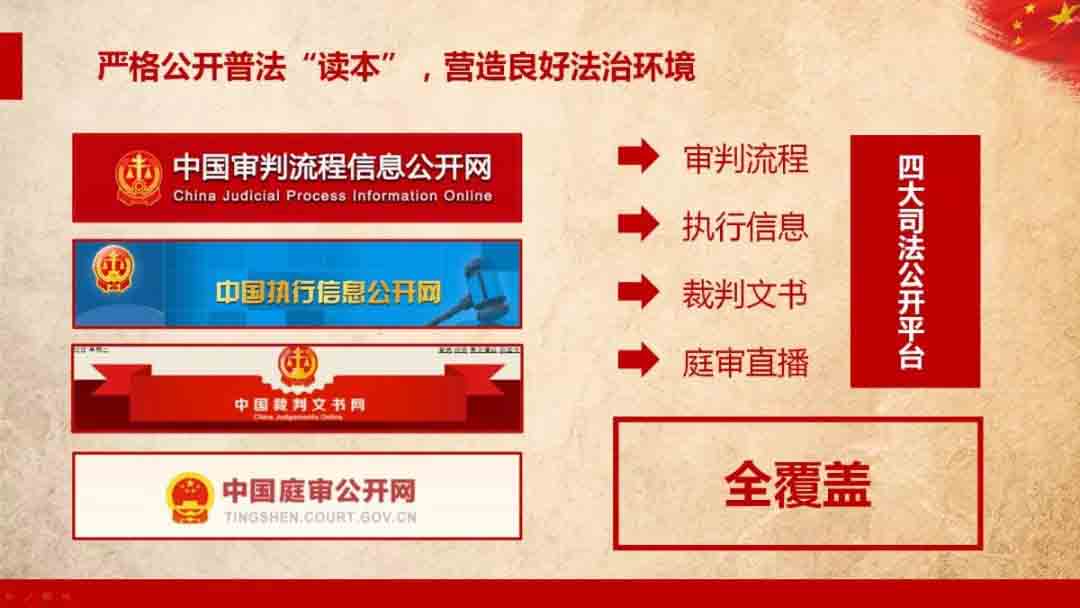 严格公开普法“读本”，营造良好法治环境
中国审判流程信息公开网
China Judicial Process Information Online
中国执行信息公开网
中国裁判文书网
China Judgements Online
中国庭审公开网
TINGSHEN.COURT.GOV.CN
审判流程
执行信息
裁判文书
庭审直播
四大司法公开平台
全覆盖